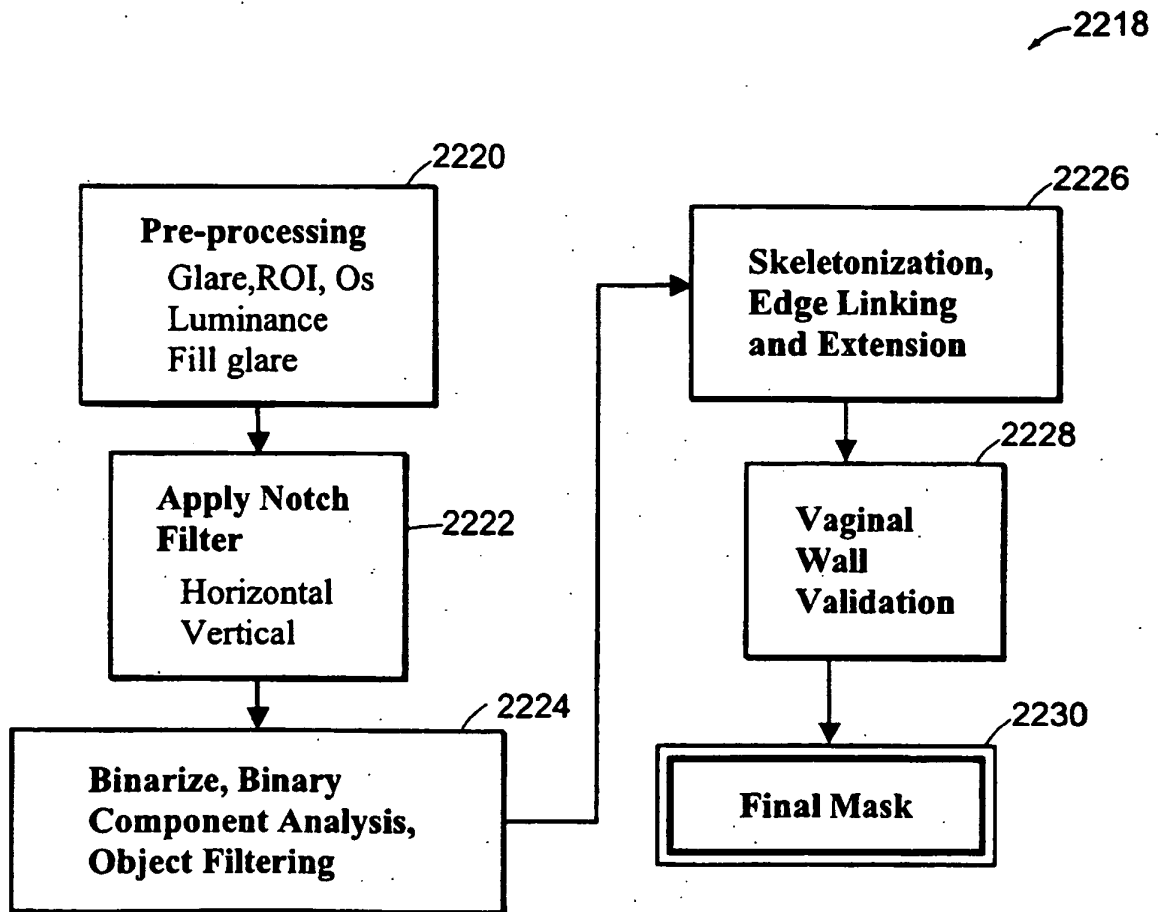 2218
2220
Pre-processing
Glare,ROI, Os
Luminance
Fill glare
Apply Notch
Filter
2222
Horizontal
Vertical
2224
Binarize, Binary
Component Analysis,
Object Filtering
2226
Skeletonization,
Edge Linking
and Extension
2228
Vaginal
Wall
Validation
2230
Final Mask